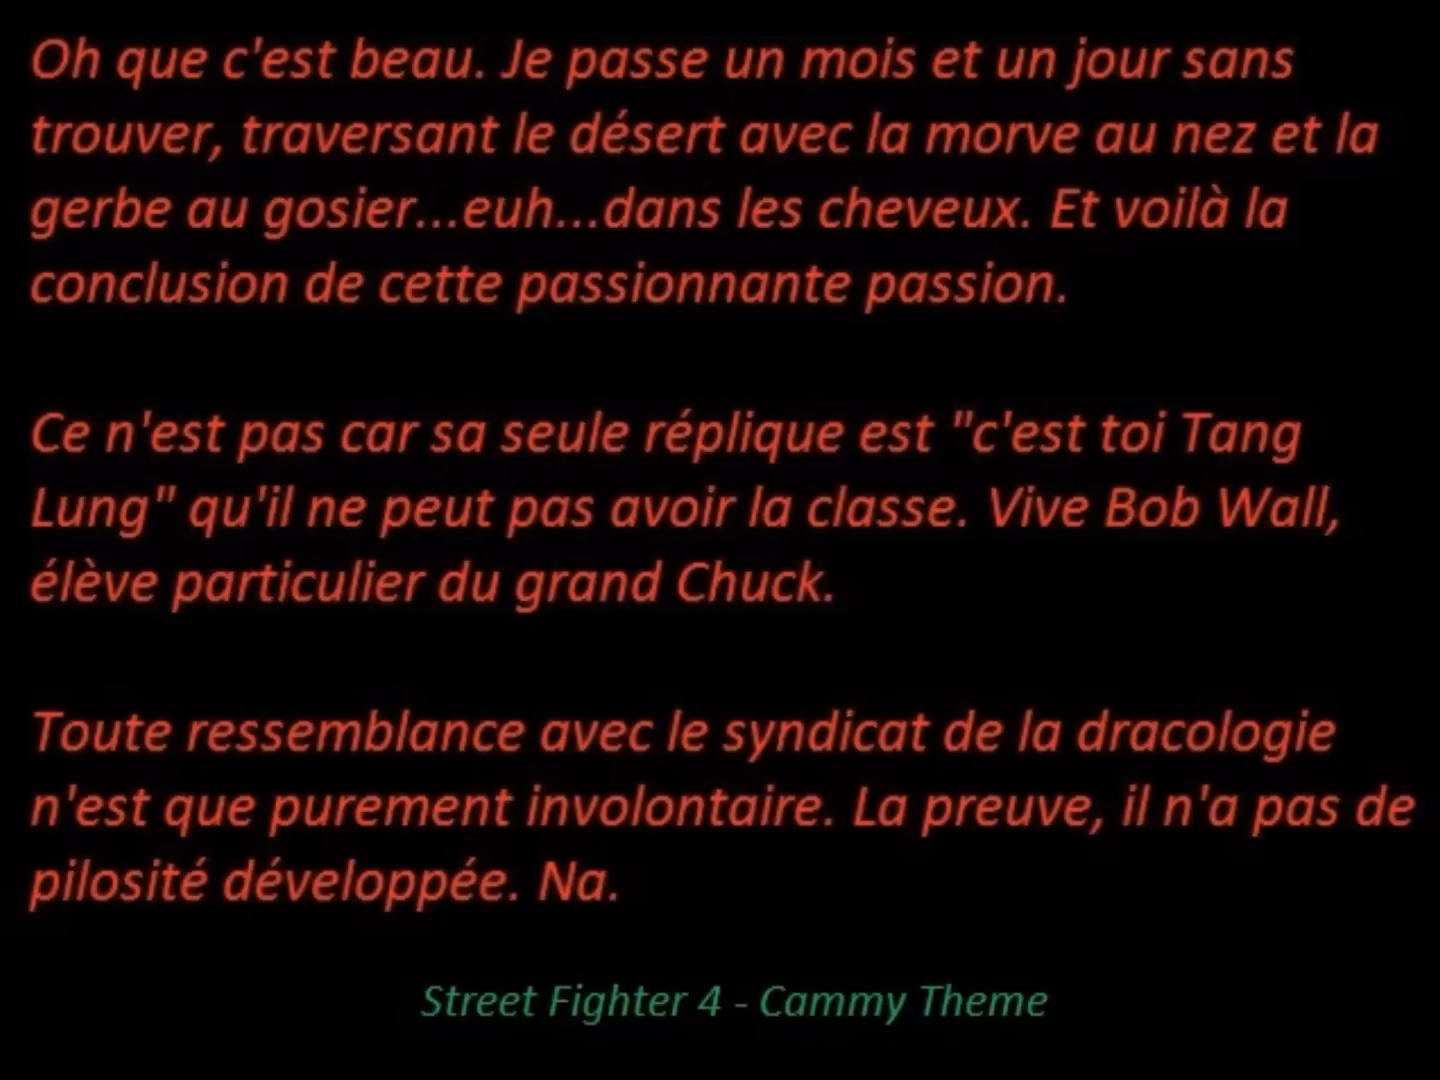 Oh que c'est beau. Je passe un mois et un jour sans
trouver, traversant le désert avec la morve au nez et la
gerbe au gosier...euh...dans les cheveux. Et voilà la
conclusion de cette passionnante passion.
Ce n'est pas car sa seule réplique est "c'est toi Tang
Lung" qu'il ne peut pas avoir la classe. Vive Bob Wall,
élève particulier du grand Chuck.
Toute ressemblance avec le syndicat de la dracologie
n'est que purement involontaire. La preuve, il n'a pas de
pilosité développée. Na.
Street Fighter 4 - Cammy Theme